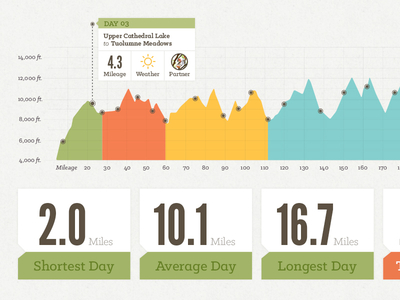 DAY 03
Upper Cathedral Lake
to Tuolumne Meadows
4.3
Mileage Weather Partner
14,000 ft.
12,000 ft.
10,000 ft.
8,000 ft.
6,000 ft.
4,000 ft.
Mileage 20 30 40 50 60 70 80 90 100 110 120 130 140 150 160 170
2.0 Miles
Shortest Day
10.1 Miles
Average Day
16.7 Miles
Longest Day